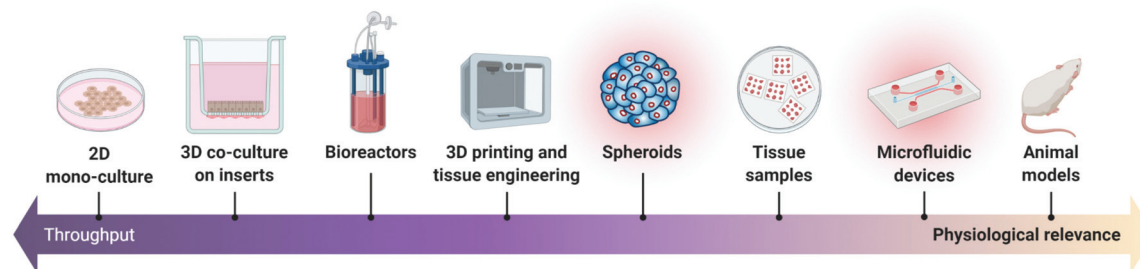 2D
mono-culture
3D co-culture
on inserts
Bioreactors
3D printing and
tissue engineering
Spheroids
Tissue
samples
Microfluidic
devices
Animal
models
Throughput
Physiological relevance